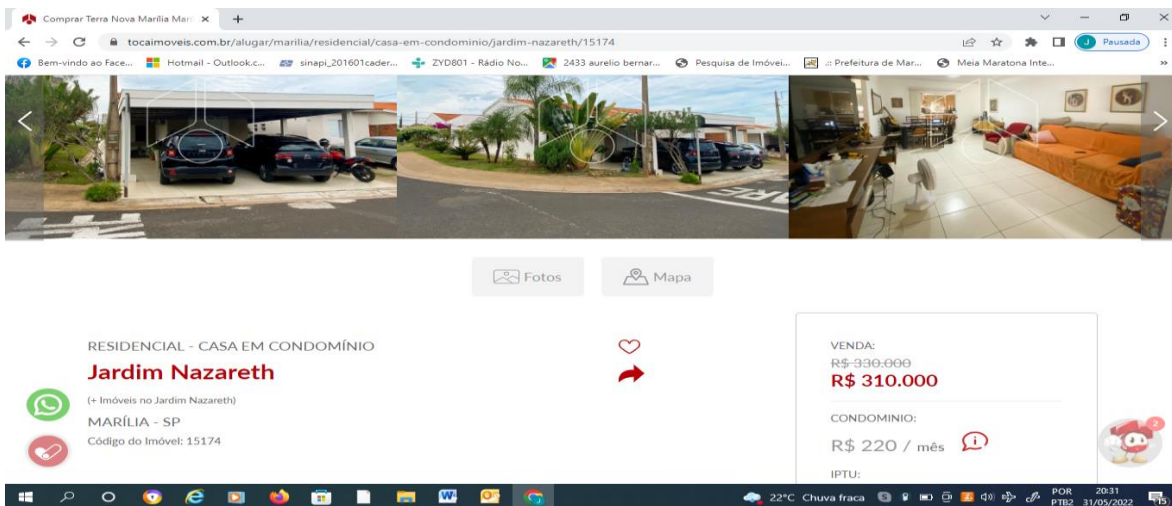 Comprar Terra Nova Marília Mari
tocaimoveis.com.br/alugar/marilia/residencial/casa-em-condominio/jardim-nazareth/15174
Pausada
Bem-vindo ao Face... Hotmail - Outlook.c... sinapi_201601cader... ZYD801 - Rádio No... 2433 aurelio bernar... Pesquisa de Imóvei... .:: Prefeitura de Mar... Meia Maratona Inte...
Fotos
Mapa
RESIDENCIAL - CASA EM CONDOMÍNIO
Jardim Nazareth
(+ Imóveis no Jardim Nazareth)
MARÍLIA - SP
Código do Imóvel: 15174
VENDA:
R$ 330.000
R$ 310.000
CONDOMINIO:
R$ 220 / mês
IPTU:
2
22°C Chuva fraca
POR
PTB2
20:31
31/05/2022
15